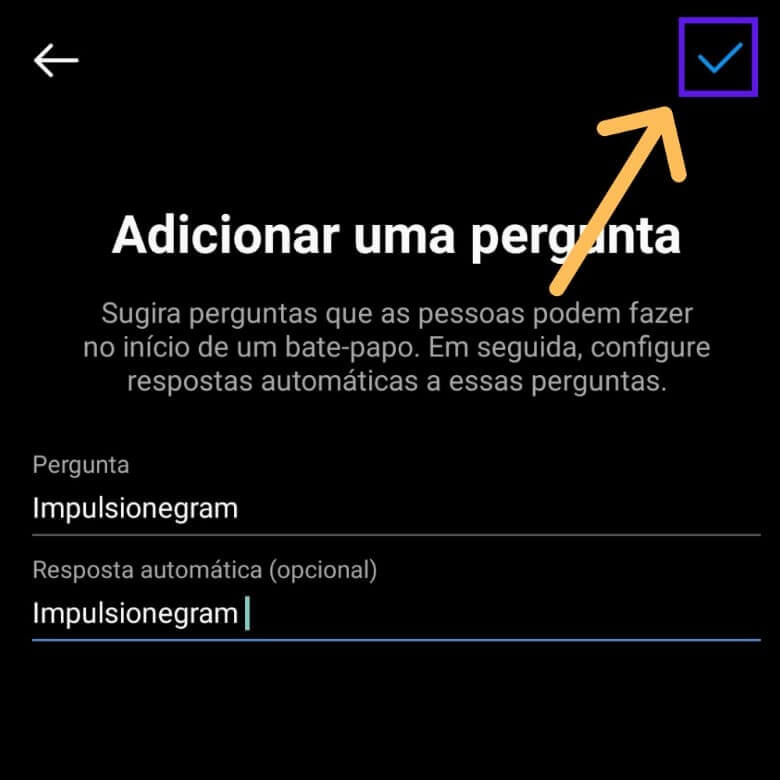 Adicionar uma pergunta
Sugira perguntas que as pessoas podem fazer
no início de um bate-papo. Em seguida, configure
respostas automáticas a essas perguntas.
Pergunta
Impulsionegram
Resposta automática (opcional)
Impulsionegram